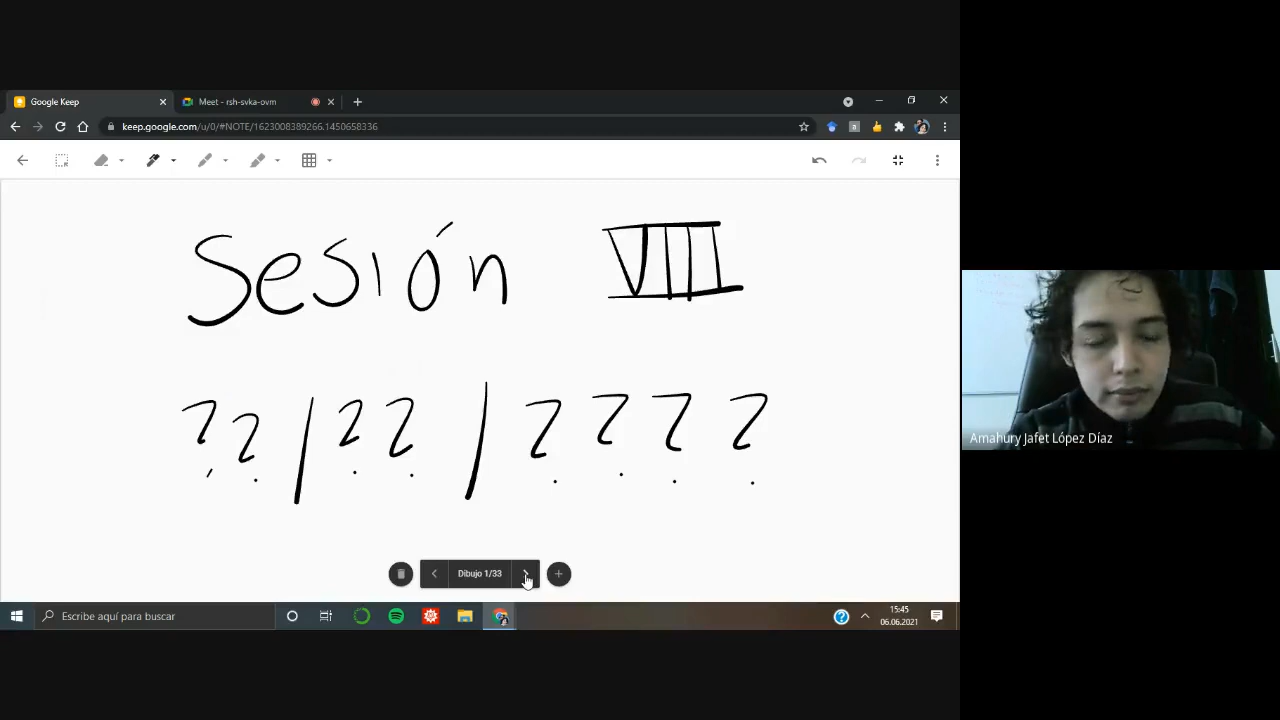 Google Keep
Meet - rsh-svka-ovm
keep.google.com/u/0/#NOTE/1623008389266.1450658336
Sesión VIII
??/??/????
Amahury Jafet López Díaz
Dibujo 1/33
Escribe aquí para buscar
15:45
06.06.2021